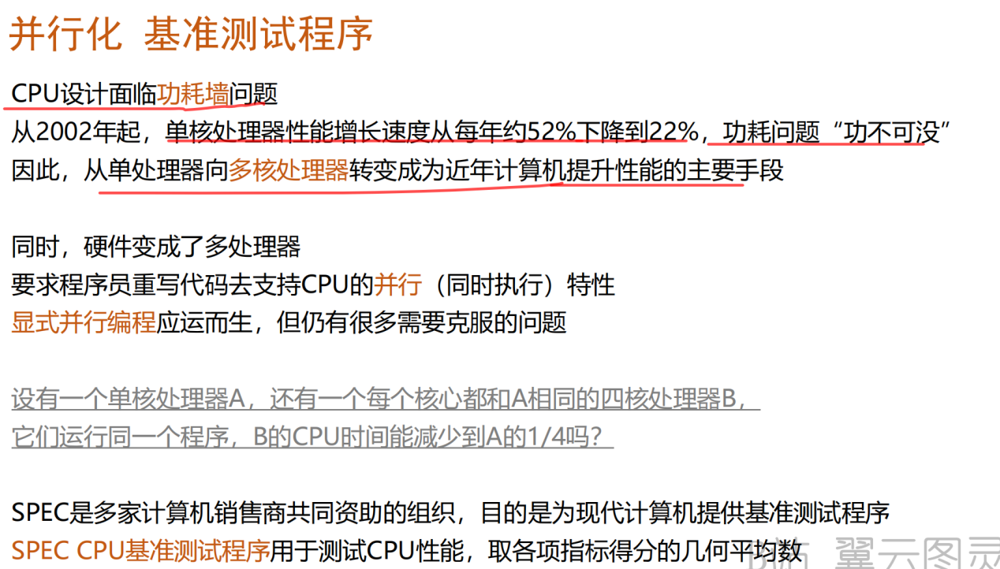 并行化 基准测试程序
CPU设计面临功耗墙问题
从2002年起，单核处理器性能增长速度从每年约52%下降到22%，功耗问题“功不可没”
因此，从单处理器向多核处理器转变成为近年计算机提升性能的主要手段
同时，硬件变成了多处理器
要求程序员重写代码去支持CPU的并行（同时执行）特性
显式并行编程应运而生，但仍有很多需要克服的问题
设有一个单核处理器A，还有一个每个核心都和A相同的四核处理器B，
它们运行同一个程序，B的CPU时间能减少到A的1/4吗？
SPEC是多家计算机销售商共同资助的组织，目的是为现代计算机提供基准测试程序
SPEC CPU基准测试程序用于测试CPU性能，取各项指标得分的几何平均数
B站 翼云图灵